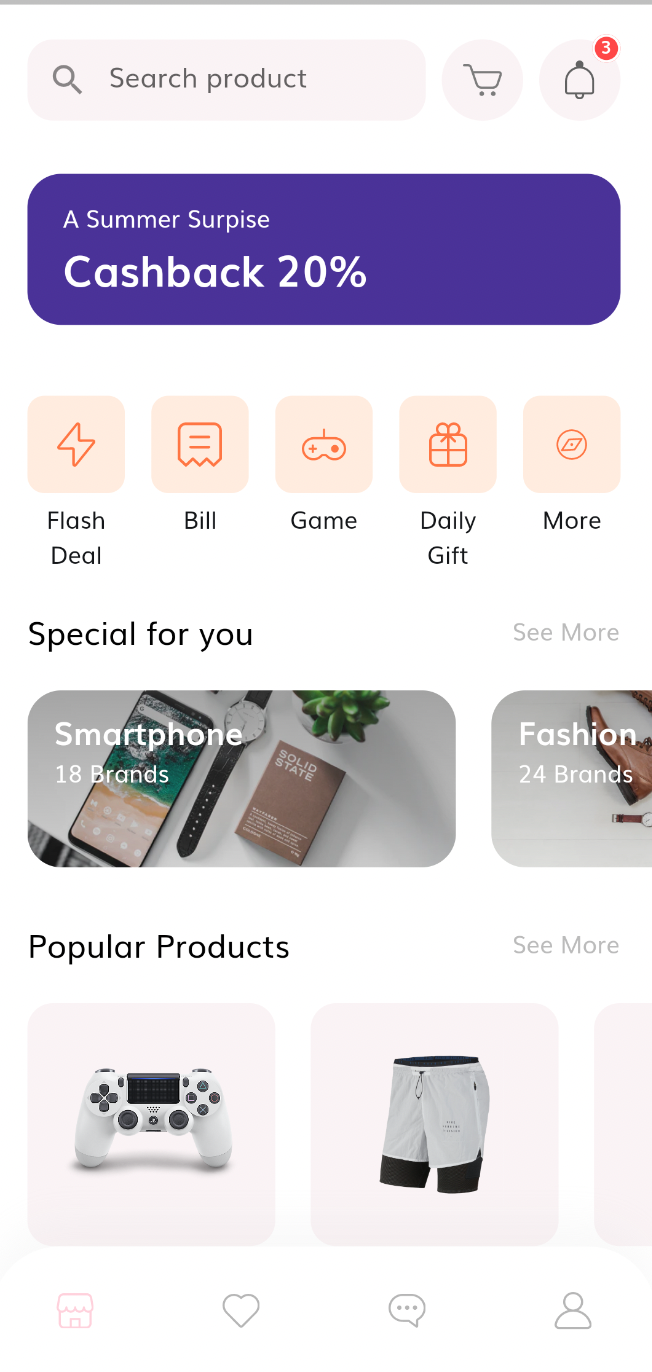 Search product
3
A Summer Surpise
Cashback 20%
Flash
Deal
Bill
Game
Daily
Gift
More
Special for you
See More
Smartphone
18 Brands
SOLID
STATE
Fashion
24 Brands
Popular Products
See More